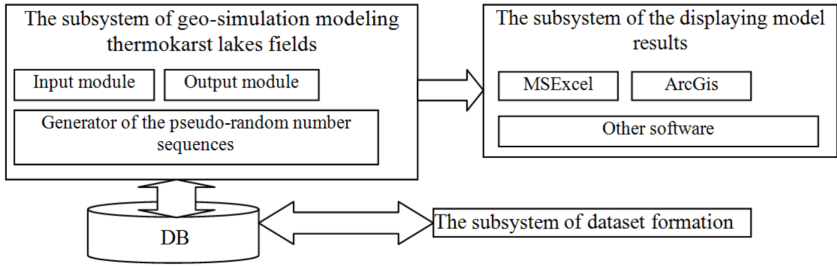 The subsystem of geo-simulation modeling
thermokarst lakes fields
Input module
Output module
Generator of the pseudo-random number
sequences
The subsystem of the displaying model
results
MSExcel
ArcGis
Other software
DB
The subsystem of dataset formation